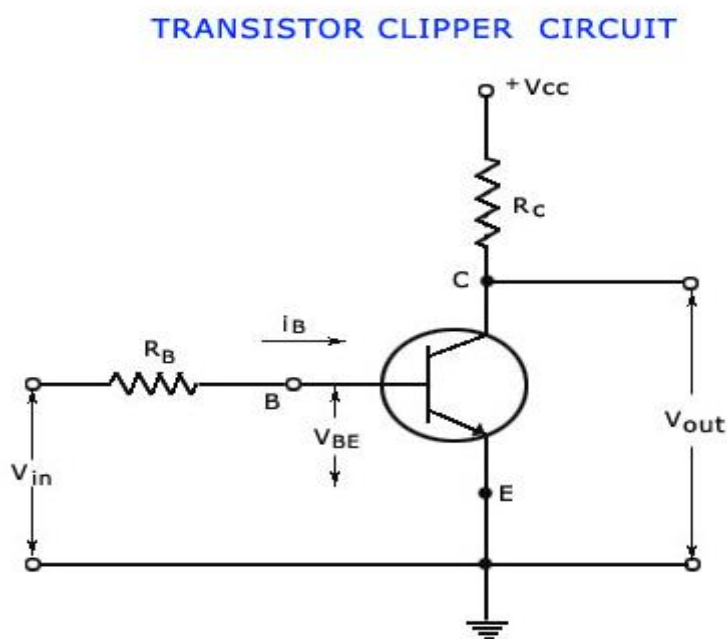 TRANSISTOR CLIPPER CIRCUIT
+Vcc
RC
C
iB
RB
B
VBE
Vin
Vout
E